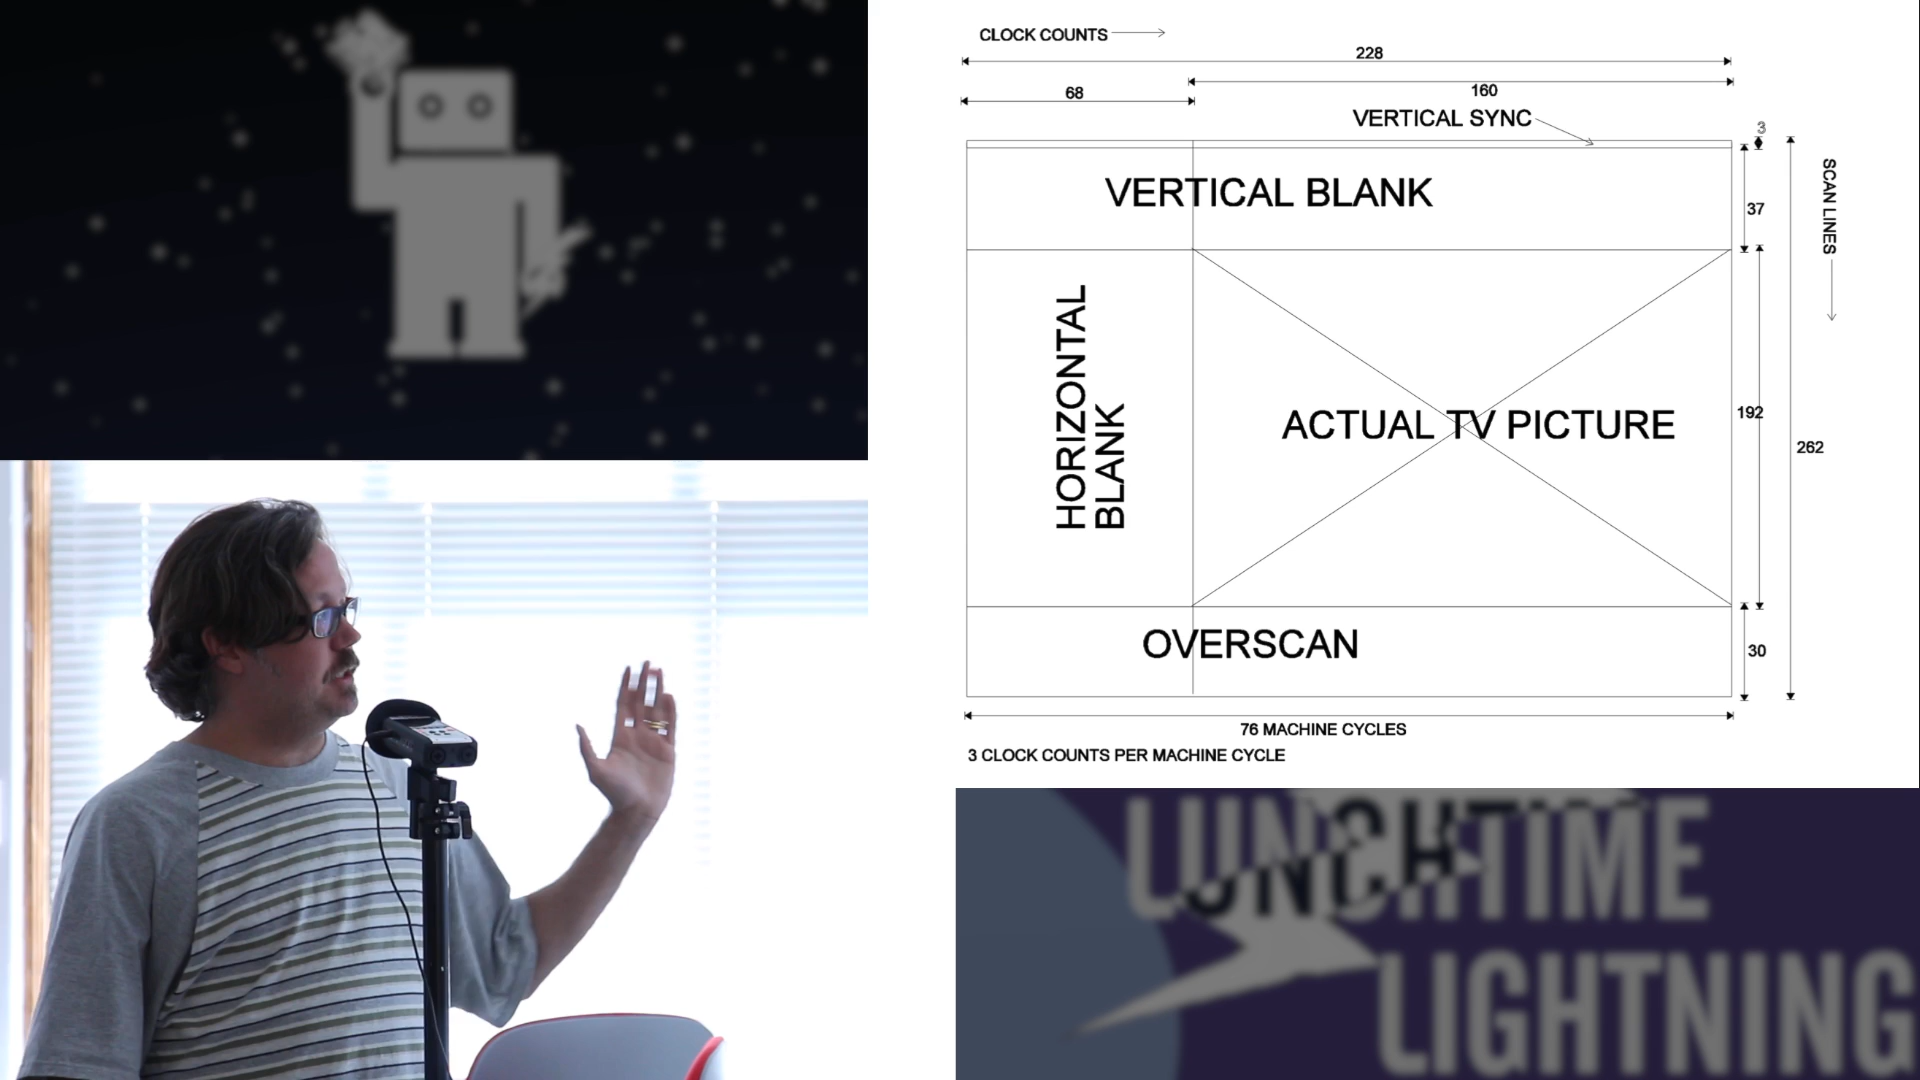 CLOCK COUNTS
228
160
68
VERTICAL SYNC
3
VERTICAL BLANK
37
SCAN LINES
HORIZONTAL
BLANK
ACTUAL TV PICTURE
192
262
OVERSCAN
30
76 MACHINE CYCLES
3 CLOCK COUNTS PER MACHINE CYCLE
LUNCHTIME
LIGHTNING